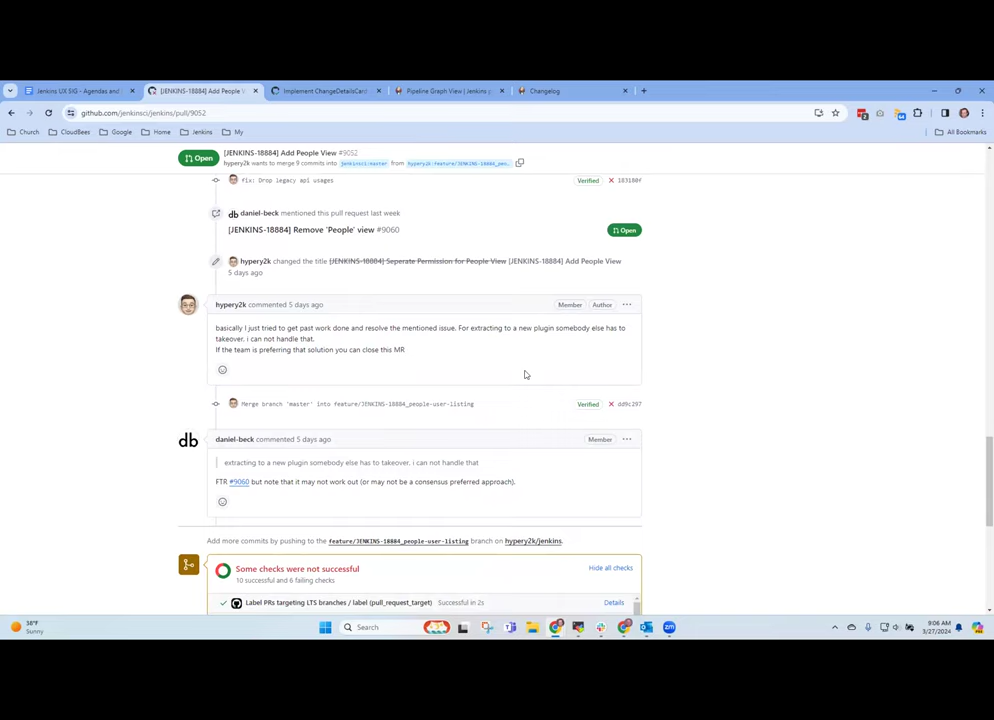 Jenkins UX SIG - Agendas and
[JENKINS-18884] Add People V
Implement ChangeDetailsCard
Pipeline Graph View | Jenkins p
Changelog
github.com/jenkinsci/jenkins/pull/9052
Church
CloudBees
Google
Home
Jenkins
My
All Bookmarks
Open
[JENKINS-18884] Add People View #9052
hypery2k wants to merge 9 commits into jenkinsci:master from hypery2k:feature/JENKINS-18884_peo…
fix: Drop legacy api usages
Verified
183180f
daniel-beck mentioned this pull request last week
[JENKINS-18884] Remove 'People' view #9060
Open
hypery2k changed the title [JENKINS-18884] Seperate Permission for People View [JENKINS-18884] Add People View
5 days ago
hypery2k commented 5 days ago
Member
Author
basically I just tried to get past work done and resolve the mentioned issue. For extracting to a new plugin somebody else has to
takeover. i can not handle that.
If the team is preferring that solution you can close this MR
Merge branch 'master' into feature/JENKINS-18884_people-user-listing
Verified
dd9c297
db
daniel-beck commented 5 days ago
Member
extracting to a new plugin somebody else has to takeover. i can not handle that
FTR #9060 but note that it may not work out (or may not be a consensus preferred approach).
Add more commits by pushing to the feature/JENKINS-18884_people-user-listing branch on hypery2k/jenkins.
Some checks were not successful
10 successful and 6 failing checks
Hide all checks
Label PRs targeting LTS branches / label (pull_request_target) Successful in 2s
Details
38°F
Sunny
Search
9:06 AM
3/27/2024